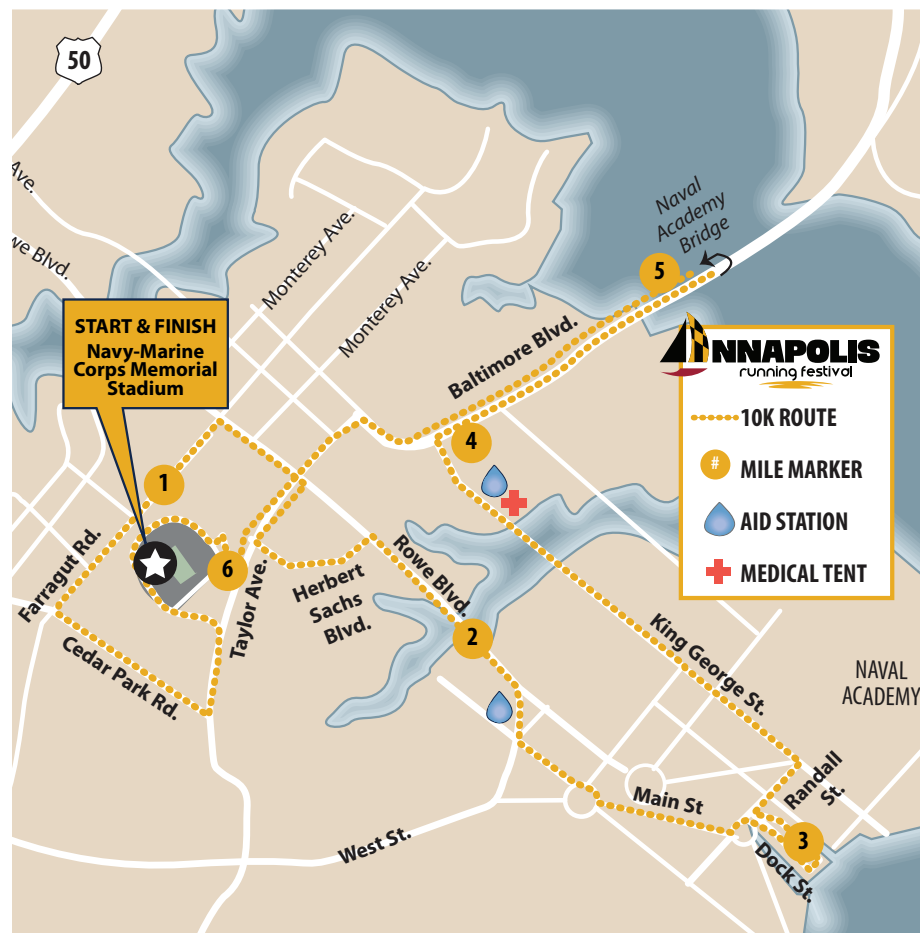 50
Ave.
we Blvd.
Monterey Ave.
Monterey Ave.
Naval
Academy
Bridge
5
START & FINISH
Navy-Marine
Corps Memorial
Stadium
Baltimore Blvd.
ANNAPOLIS
running festival
10K ROUTE
# MILE MARKER
AID STATION
MEDICAL TENT
4
1
6
Farragut Rd.
Cedar Park Rd.
Taylor Ave.
Herbert
Sachs
Blvd.
Rowe Blvd.
2
King George St.
NAVAL
ACADEMY
Randall
St.
Main St
3
Dock St.
West St.